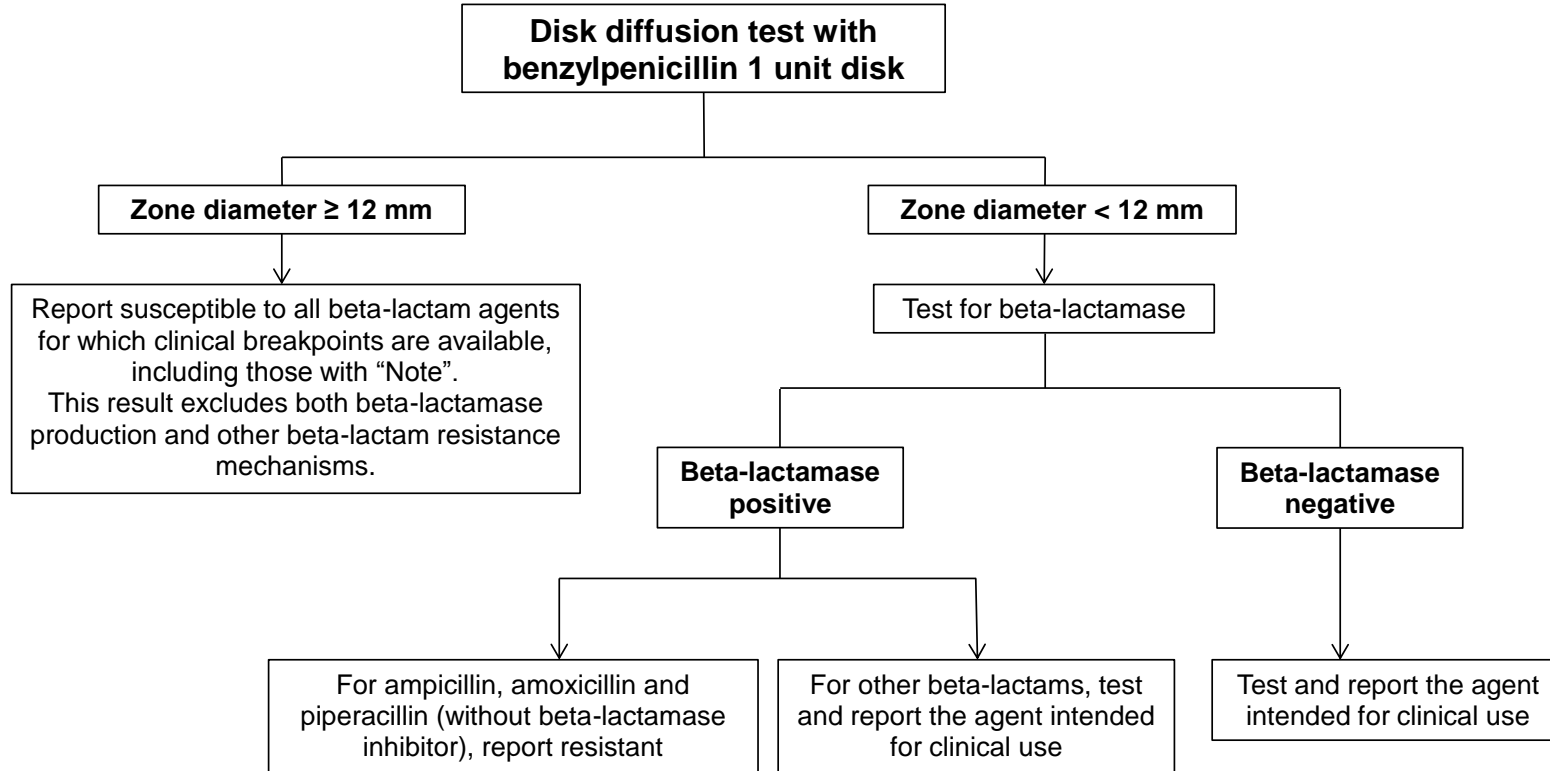 Disk diffusion test with
benzylpenicillin 1 unit disk
Zone diameter ≥ 12 mm
Zone diameter < 12 mm
Report susceptible to all beta-lactam agents
for which clinical breakpoints are available,
including those with “Note”.
This result excludes both beta-lactamase
production and other beta-lactam resistance
mechanisms.
Test for beta-lactamase
Beta-lactamase
positive
Beta-lactamase
negative
For ampicillin, amoxicillin and
piperacillin (without beta-lactamase
inhibitor), report resistant
For other beta-lactams, test
and report the agent intended
for clinical use
Test and report the agent
intended for clinical use